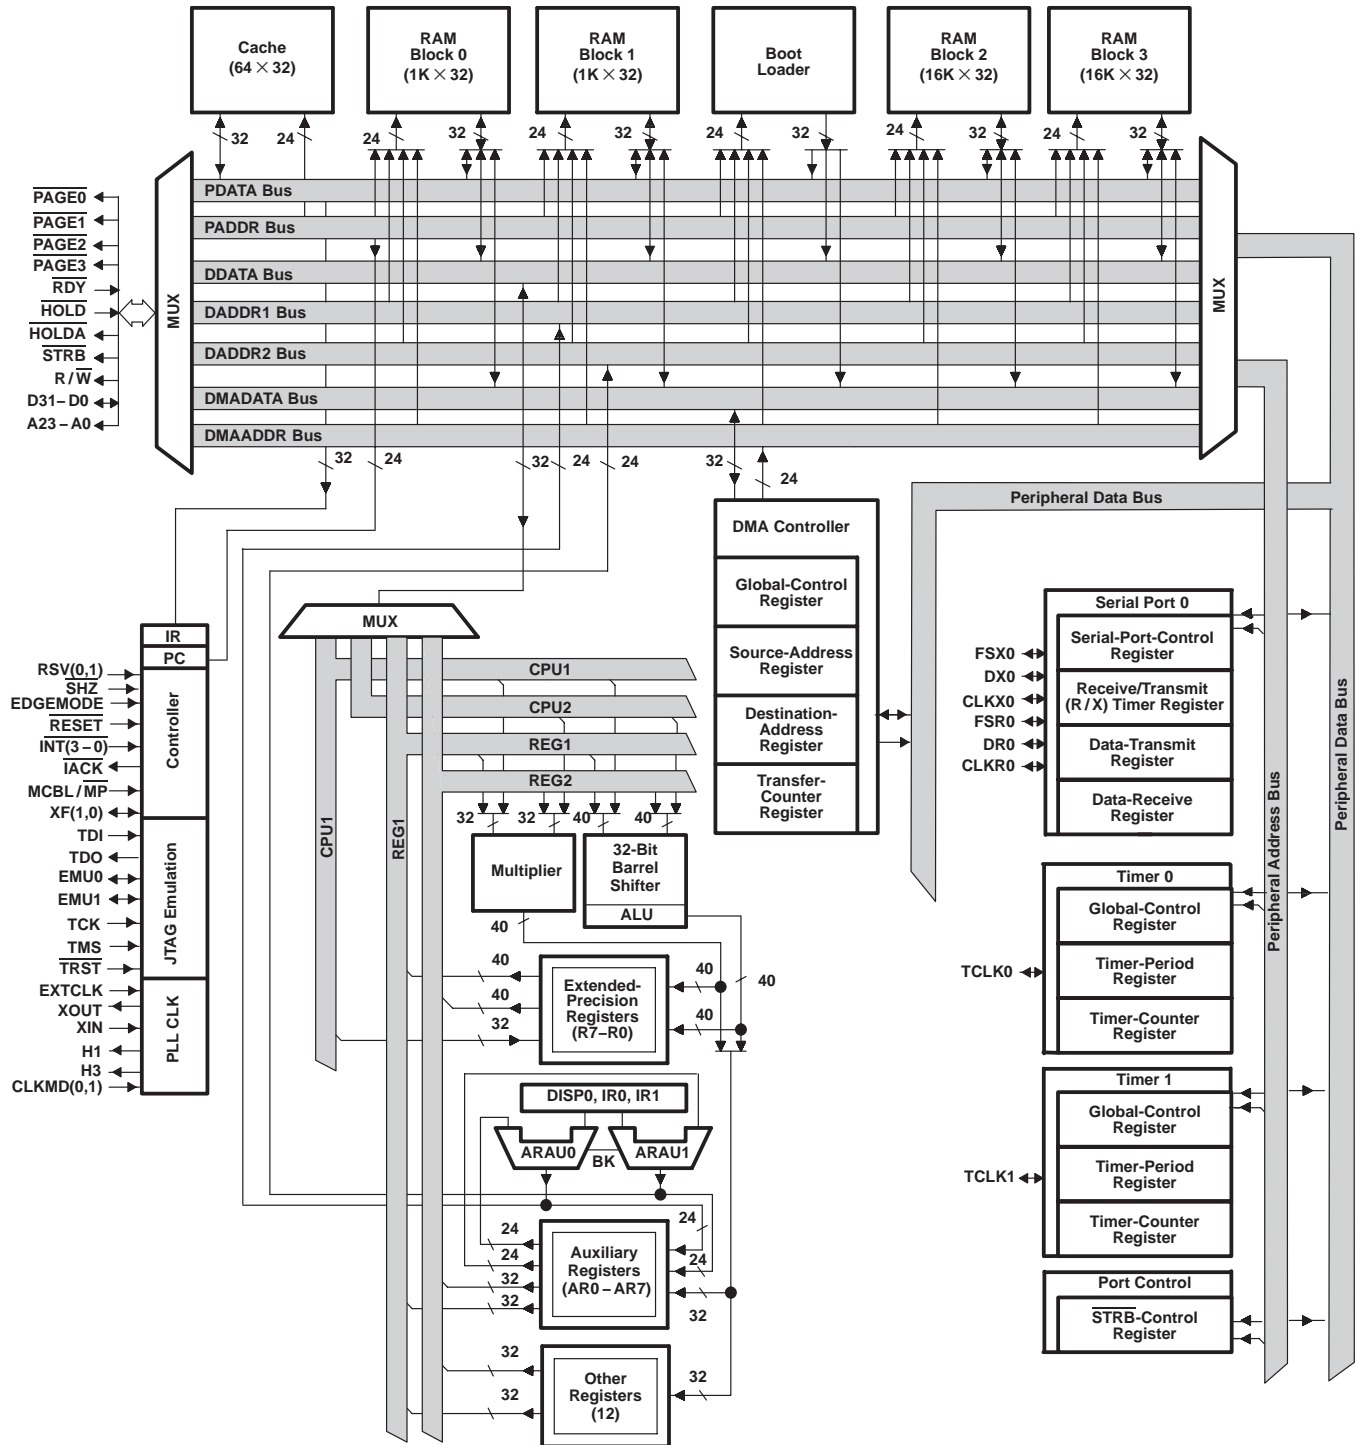 Cache
(64 × 32)
RAM
Block 0
(1K × 32)
RAM
Block 1
(1K × 32)
Boot
Loader
RAM
Block 2
(16K × 32)
RAM
Block 3
(16K × 32)
32
24
24
32
24
32
24
32
24
32
24
32
MUX
PDATA Bus
PADDR Bus
DDATA Bus
DADDR1 Bus
DADDR2 Bus
DMADATA Bus
DMAADDR Bus
MUX
PAGE0
PAGE1
PAGE2
PAGE3
RDY
HOLD
HOLDA
STRB
R/W
D31–D0
A23–A0
32
24
32
24
24
32
24
Peripheral Data Bus
DMA Controller
Global-Control
Register
Source-Address
Register
Destination-
Address
Register
Transfer-
Counter
Register
MUX
CPU1
CPU2
REG1
REG2
CPU1
REG1
32
32
40
40
Multiplier
32-Bit
Barrel
Shifter
ALU
40
40
40
32
Extended-
Precision
Registers
(R7–R0)
40
40
40
DISP0, IR0, IR1
ARAU0
BK
ARAU1
24
24
32
32
Auxiliary
Registers
(AR0–AR7)
24
24
32
32
32
Other
Registers
(12)
32
IR
PC
Controller
JTAG Emulation
PLL CLK
RSV(0,1)
SHZ
EDGEMODE
RESET
INT(3–0)
IACK
MCBL/MP
XF(1,0)
TDI
TDO
EMU0
EMU1
TCK
TMS
TRST
EXTCLK
XOUT
XIN
H1
H3
CLKMD(0,1)
Serial Port 0
Serial-Port-Control
Register
Receive/Transmit
(R/X) Timer Register
Data-Transmit
Register
Data-Receive
Register
FSX0
DX0
CLKX0
FSR0
DR0
CLKR0
Timer 0
Global-Control
Register
Timer-Period
Register
Timer-Counter
Register
TCLK0
Timer 1
Global-Control
Register
Timer-Period
Register
Timer-Counter
Register
TCLK1
Port Control
STRB-Control
Register
Peripheral Address Bus
Peripheral Data Bus